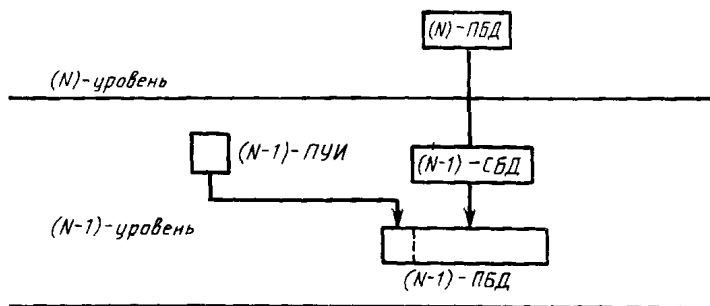 (N)-ПБД
(N)-уровень
(N-1)-ПУИ
(N-1)-СБД
(N-1)-уровень
(N-1)-ПБД